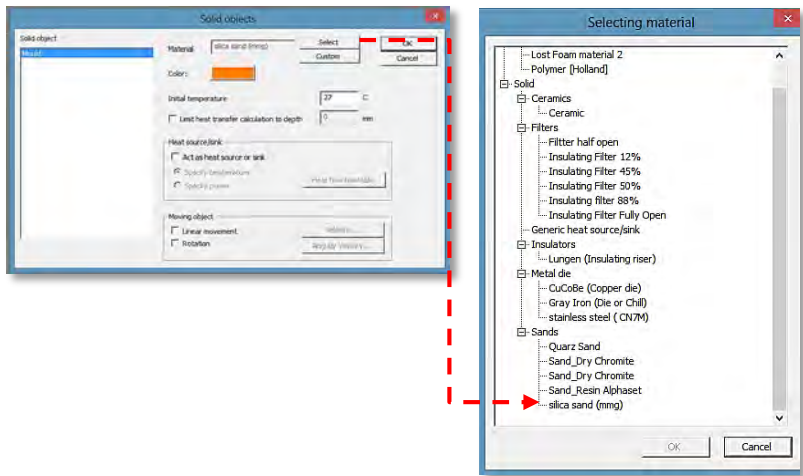 Solid objects
Solid object
Mould
Material
silica sand (mmg)
Select
Custom
OK
Cancel
Color:
Initial temperature
27
C
Limit heat transfer calculation to depth
0
mm
Heat source/sink
Act as heat source or sink
Specify temperature
Specify power
Moving object
Linear movement
Rotation
Velocity...
Angular Velocity...
Selecting material
Lost Foam material 2
Polymer [Holland]
Solid
Ceramics
Ceramic
Filters
Filtter half open
Insulating Filter 12%
Insulating Filter 45%
Insulating Filter 50%
Insulating filter 88%
Insulating Filter Fully Open
Generic heat source/sink
Insulators
Lungen (Insulating riser)
Metal die
CuCoBe (Copper die)
Gray Iron (Die or Chill)
stainless steel ( CN7M)
Sands
Quarz Sand
Sand_Dry Chromite
Sand_Dry Chromite
Sand_Resin Alphaset
silica sand (mmg)
OK
Cancel